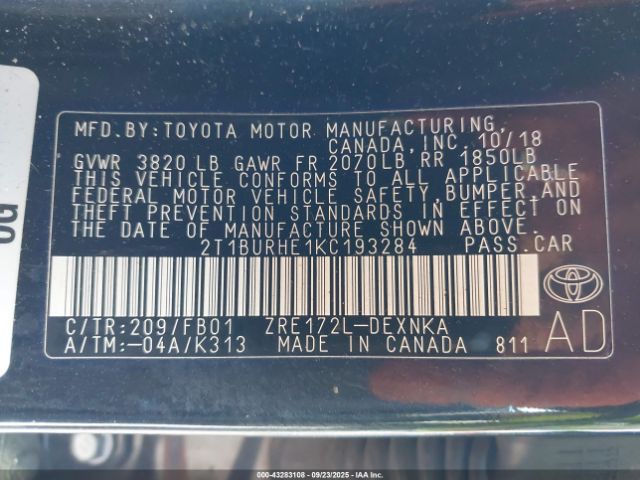 MFD. BY: TOYOTA MOTOR MANUFACTURING,
CANADA, INC. 10/18
GVWR 3820 LB GAWR FR 2070LB RR 1850LB
THIS VEHICLE CONFORMS TO ALL APPLICABLE
FEDERAL MOTOR VEHICLE SAFETY, BUMPER, AND
THEFT PREVENTION STANDARDS IN EFFECT ON
THE DATE OF MANUFACTURE SHOWN ABOVE.
2T1BURHE1KC193284 PASS. CAR
C/TR: 209/FB01 ZRE172L-DEXNKA
A/TM: -04A/K313 MADE IN CANADA 811 AD
© IAA - 43283108 - 09/23/2025 - IAAI.COM